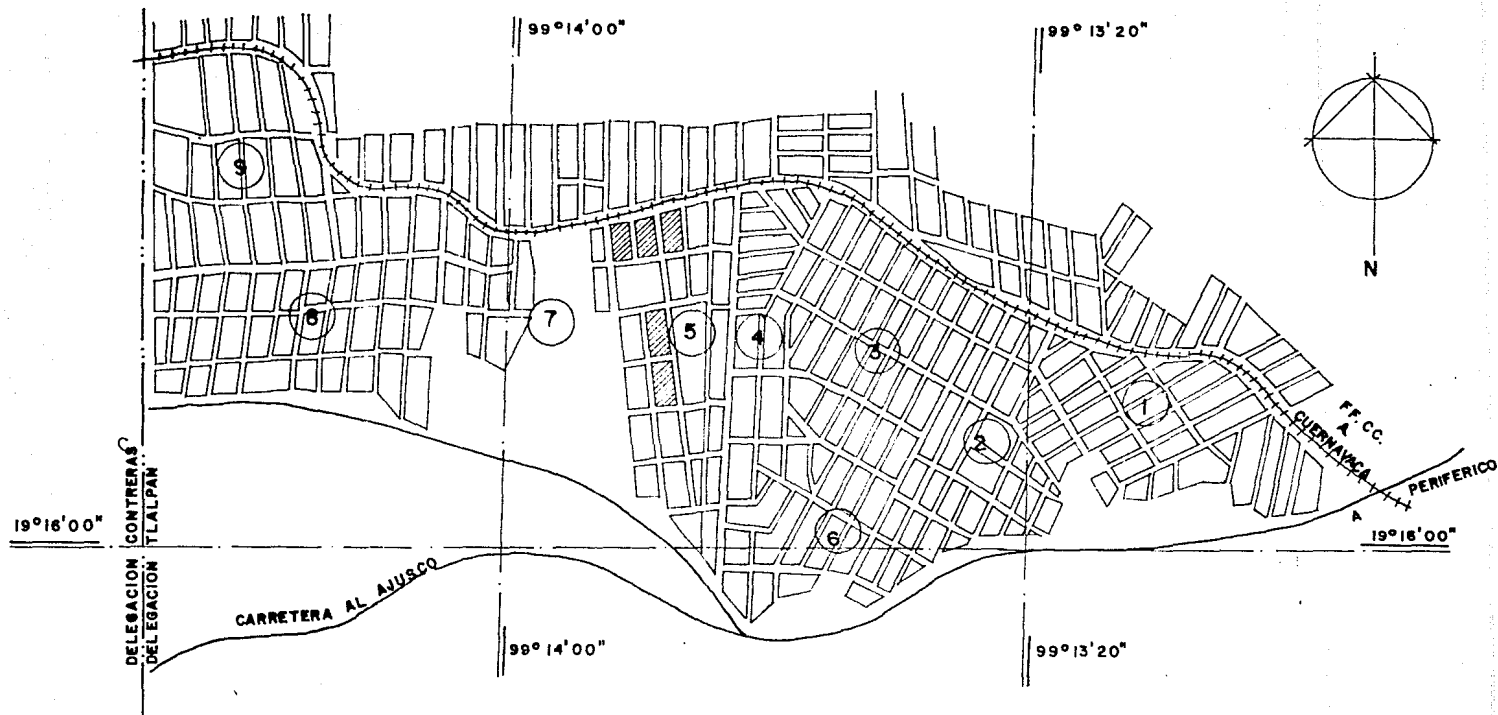 99°14'00"
99°13'20"
N
9
8
7
5
4
3
2
1
6
F.F. C.C.
A
CUERNAVACA
PERIFERICO
A
19°16'00"
19°16'00"
DELEGACION CONTRERAS
DELEGACION TLALPAN
CARRETERA AL AJUSCO
99°14'00"
99°13'20"